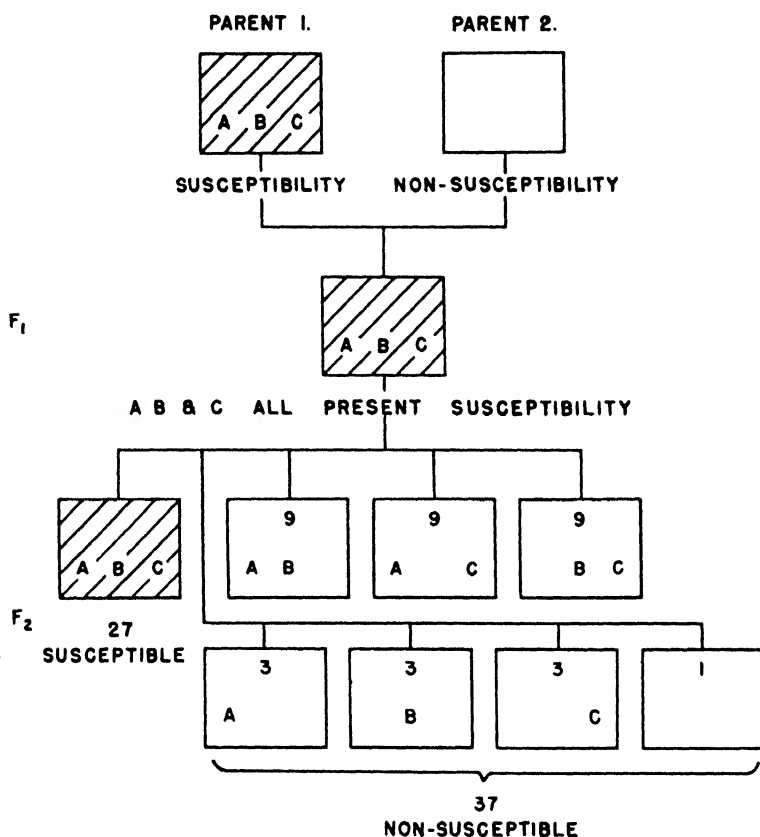 PARENT 1. PARENT 2.
A B C
SUSCEPTIBILITY NON-SUSCEPTIBILITY
F1
A B C
A B & C ALL PRESENT SUSCEPTIBILITY
9 9 9
A B C A B A C B C
F2
27
SUSCEPTIBLE
3 3 3 1
A B C
37
NON-SUSCEPTIBLE